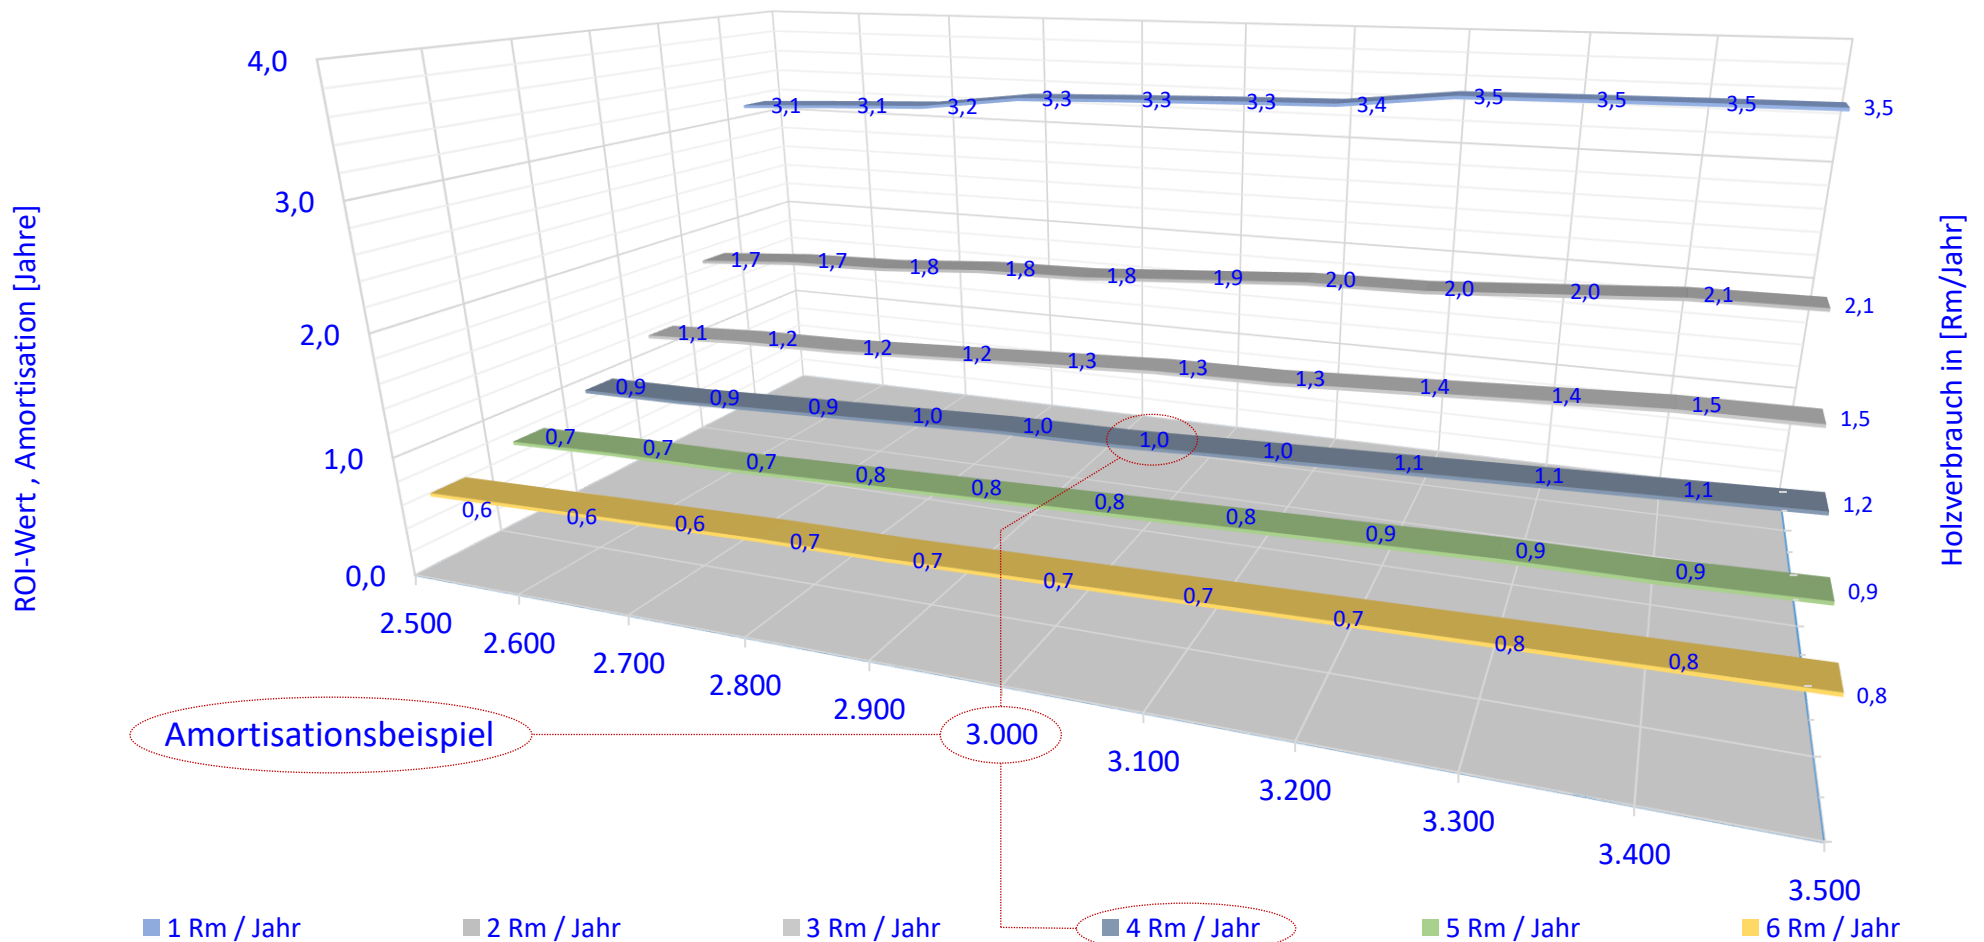 4,0
3,0
2,0
1,0
0,0
ROI-Wert , Amortisation [Jahre]
Holzverbrauch in [Rm/Jahr]
3,1 3,1 3,2 3,3 3,3 3,3 3,4 3,5 3,5 3,5 3,5
1,7 1,7 1,8 1,8 1,8 1,9 2,0 2,0 2,0 2,1 2,1
1,1 1,2 1,2 1,2 1,3 1,3 1,3 1,4 1,4 1,5 1,5
0,9 0,9 0,9 1,0 1,0 1,0 1,0 1,1 1,1 1,1 1,2
0,7 0,7 0,7 0,8 0,8 0,8 0,8 0,9 0,9 0,9 0,9
0,6 0,6 0,6 0,7 0,7 0,7 0,7 0,7 0,8 0,8 0,8
2.500 2.600 2.700 2.800 2.900 3.000 3.100 3.200 3.300 3.400 3.500
Amortisationsbeispiel
1 Rm / Jahr 2 Rm / Jahr 3 Rm / Jahr 4 Rm / Jahr 5 Rm / Jahr 6 Rm / Jahr